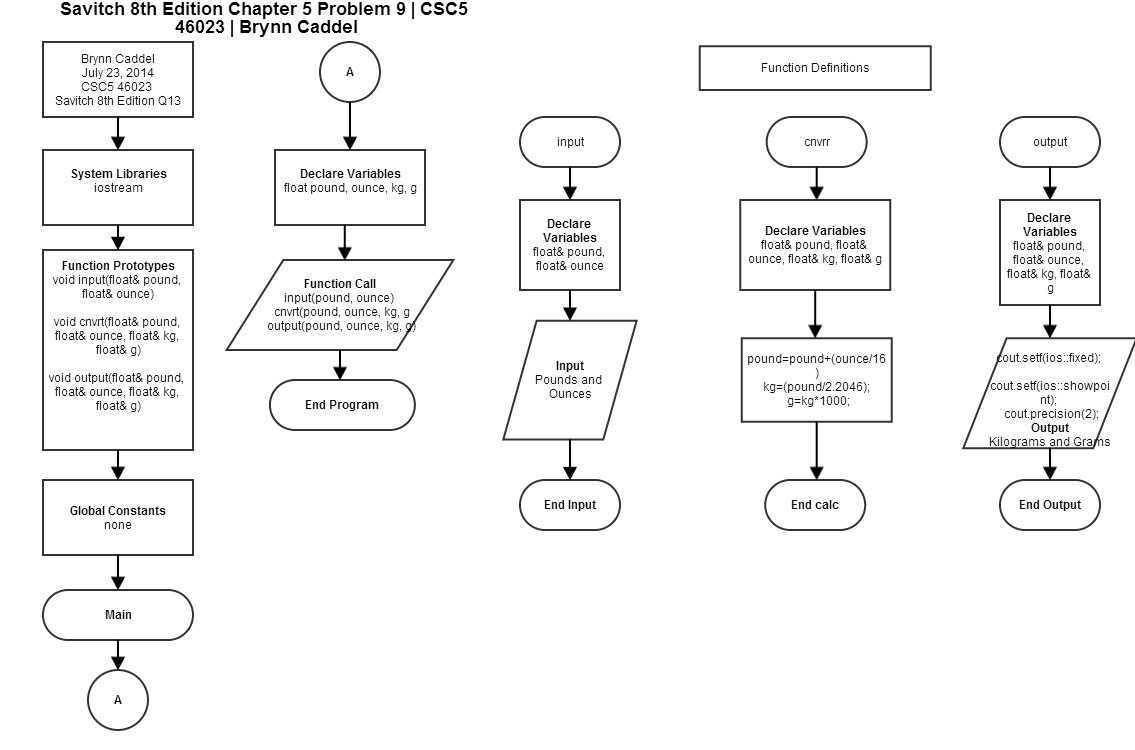 Savitch 8th Edition Chapter 5 Problem 9 | CSC5
46023 | Brynn Caddel
Brynn Caddel
July 23, 2014
CSC5 46023
Savitch 8th Edition Q13
System Libraries
iostream
Function Prototypes
void input(float& pound,
float& ounce)
void cnvrt(float& pound,
float& ounce, float& kg,
float& g)
void output(float& pound,
float& ounce, float& kg,
float& g)
Global Constants
none
Main
A
A
Declare Variables
float pound, ounce, kg, g
Function Call
input(pound, ounce)
cnvrt(pound, ounce, kg, g
output(pound, ounce, kg, g)
End Program
Function Definitions
input
Declare
Variables
float& pound,
float& ounce
Input
Pounds and
Ounces
End Input
cnvrr
Declare Variables
float& pound, float&
ounce, float& kg, float& g
pound=pound+(ounce/16
)
kg=(pound/2.2046);
g=kg*1000;
End calc
output
Declare
Variables
float& pound,
float& ounce,
float& kg, float&
g
cout.setf(ios::fixed);
cout.setf(ios::showpoi
nt);
cout.precision(2);
Output
Kilograms and Grams
End Output